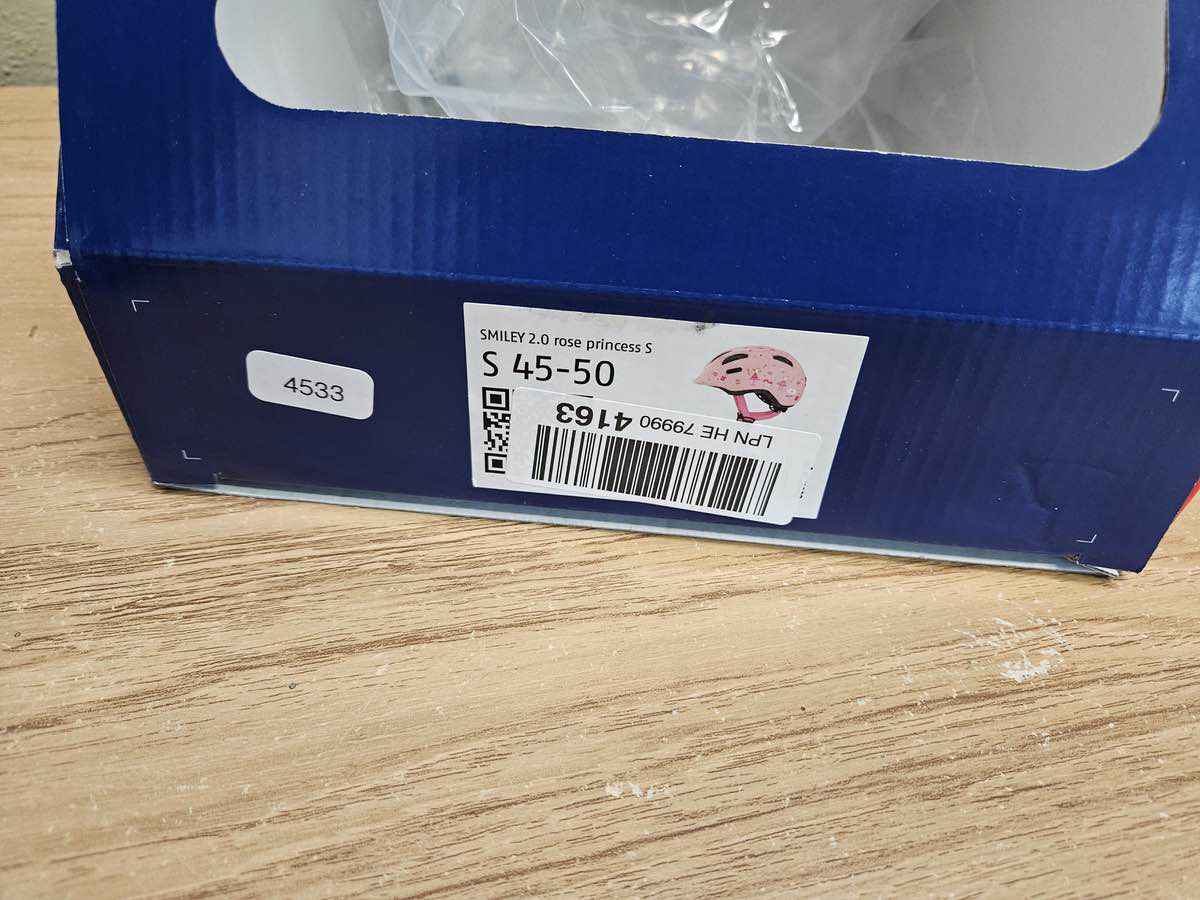 SMILEY 2.0 rose princess S
S 45-50
4533
LPN HE 79990 4163